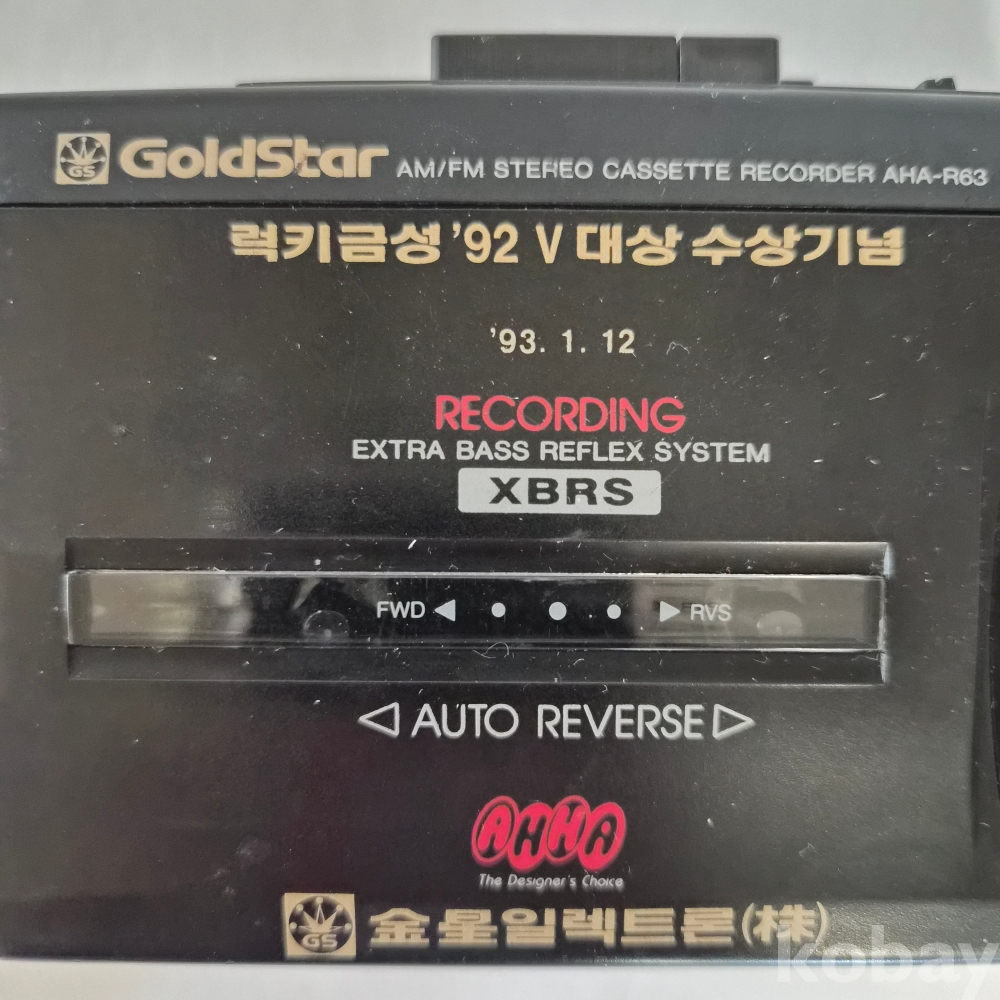 GS GoldStar AM/FM STEREO CASSETTE RECORDER AHA-R63
럭키금성 '92 V 대상 수상기념
'93. 1. 12
RECORDING
EXTRA BASS REFLEX SYSTEM
XBRS
FWD ◀ • • • ▶ RVS
◁ AUTO REVERSE ▷
AHHA
The Designer's Choice
GS 金星일렉트론(株)
kobay